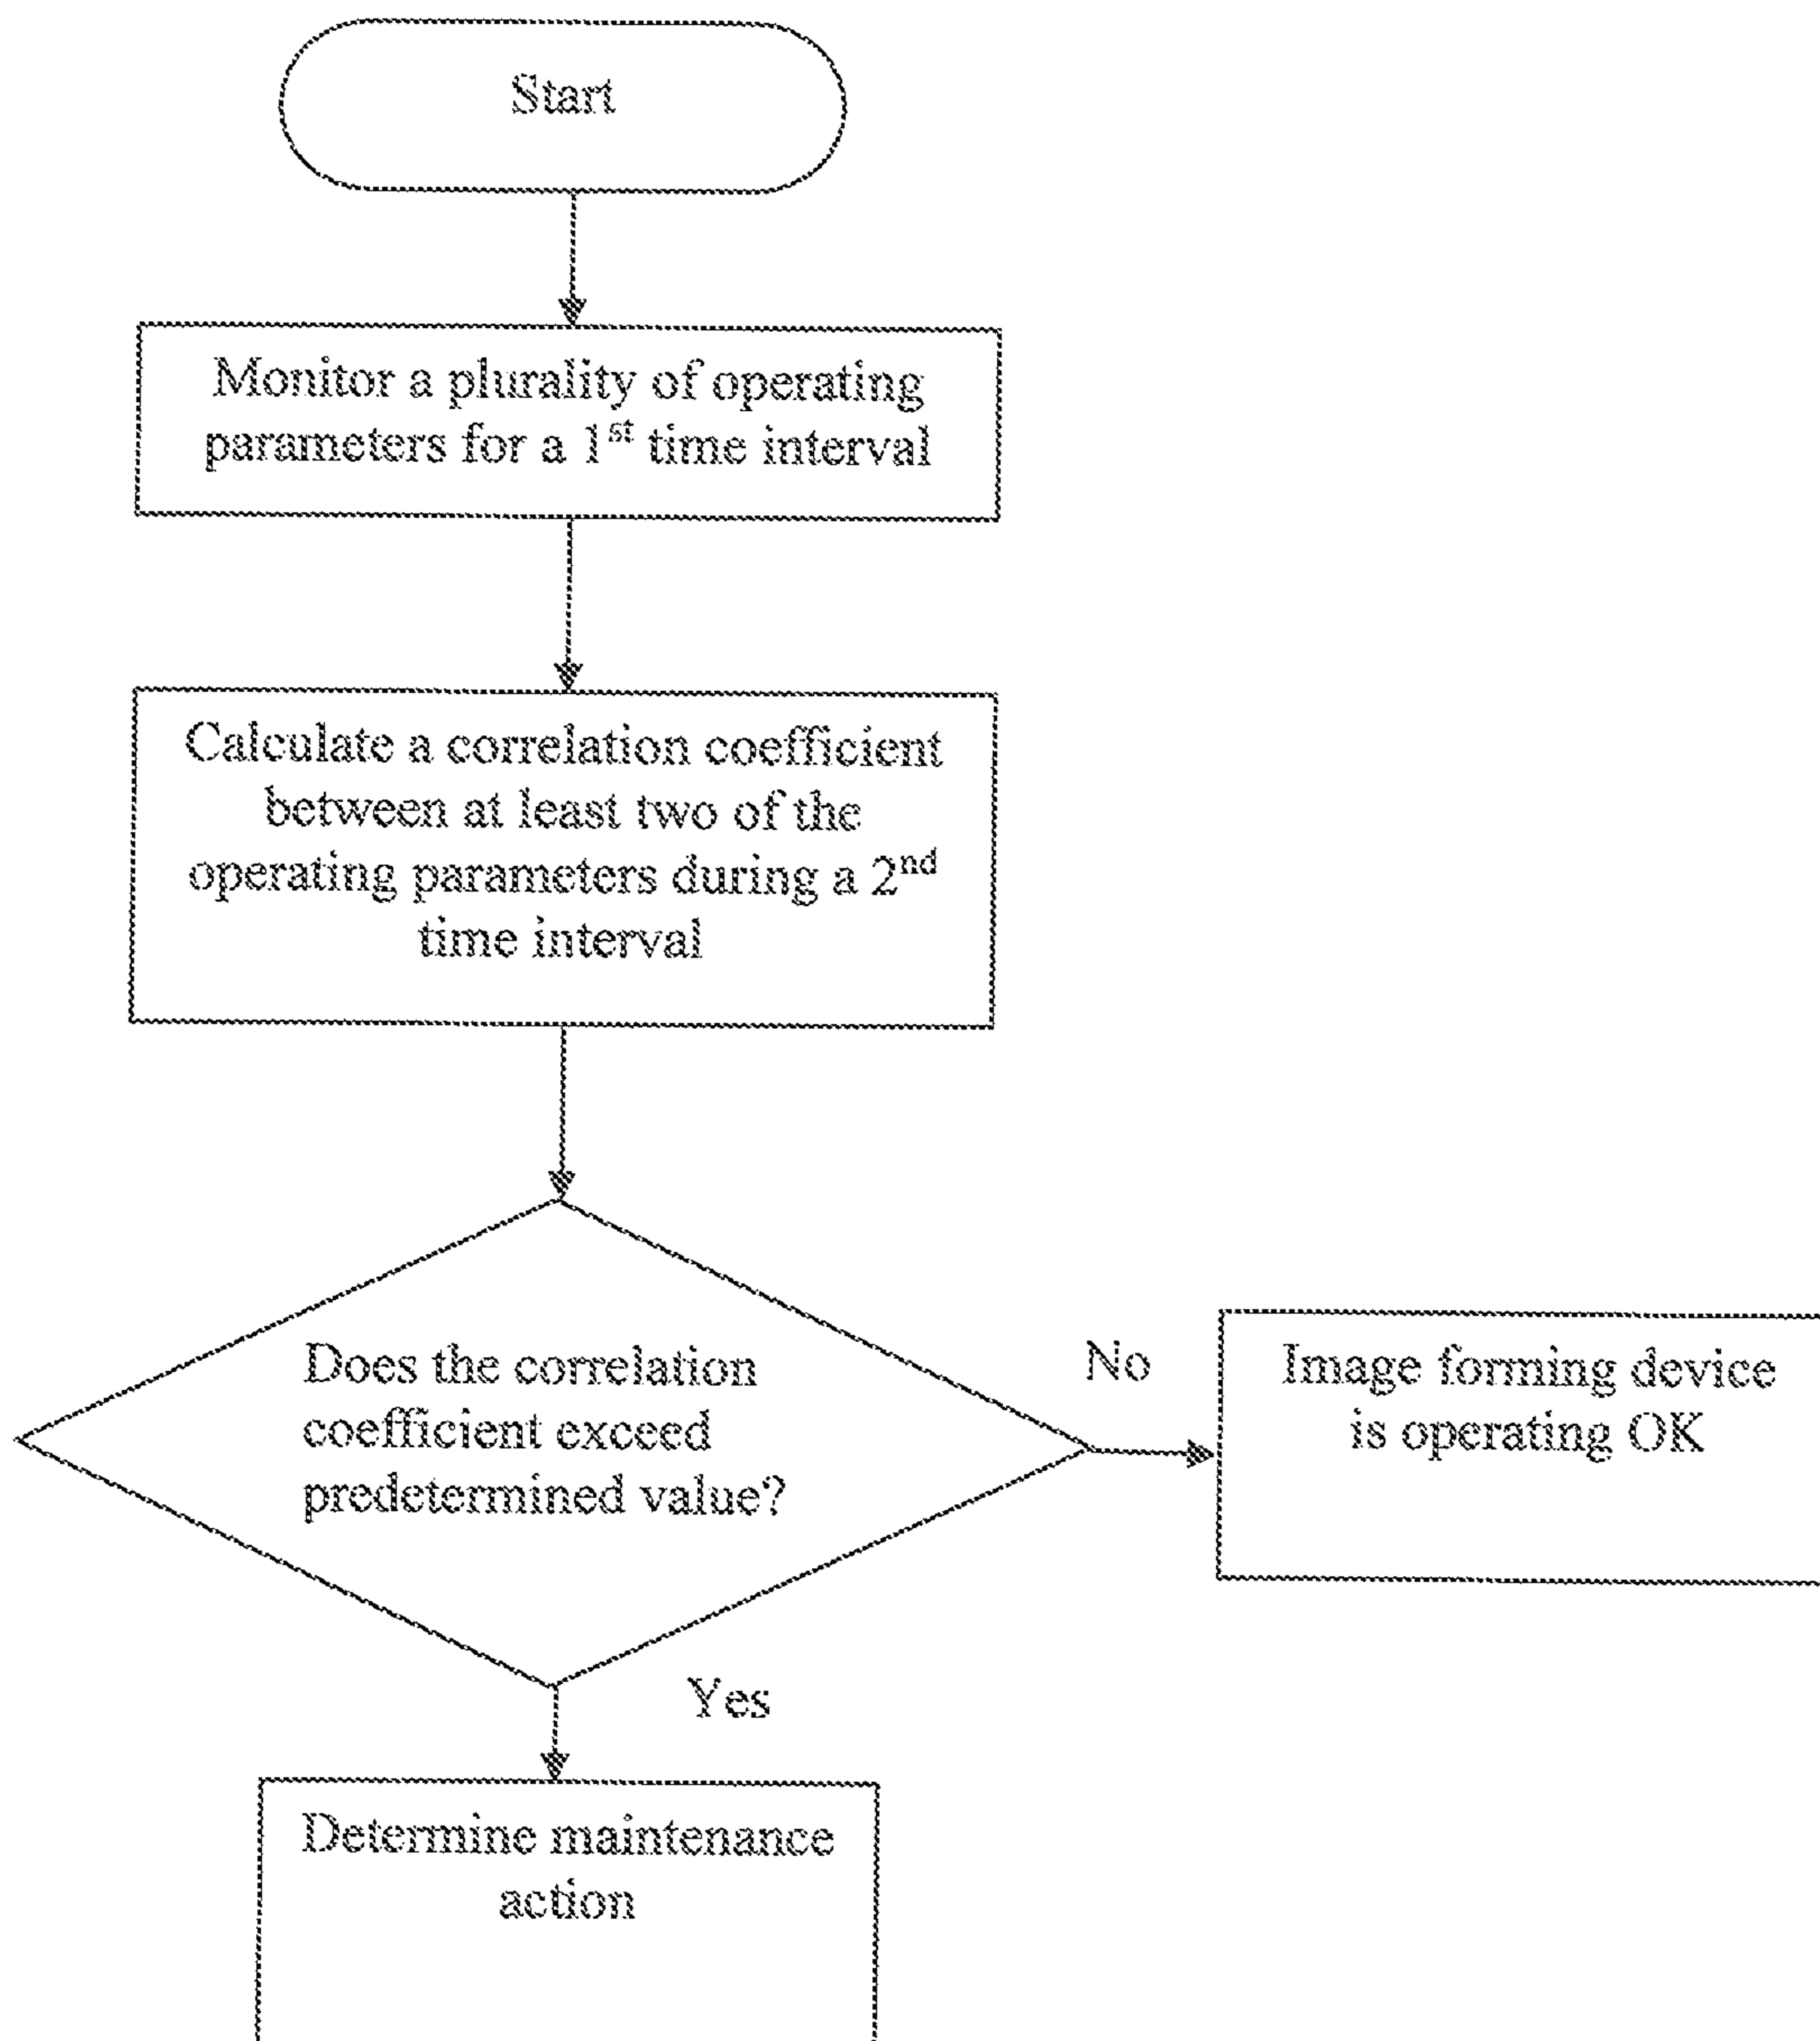 Start
Monitor a plurality of operating
parameters for a 1st time interval
Calculate a correlation coefficient
between at least two of the
operating parameters during a 2nd
time interval
Does the correlation
coefficient exceed
predetermined value?
No
Image forming device
is operating OK
Yes
Determine maintenance
action